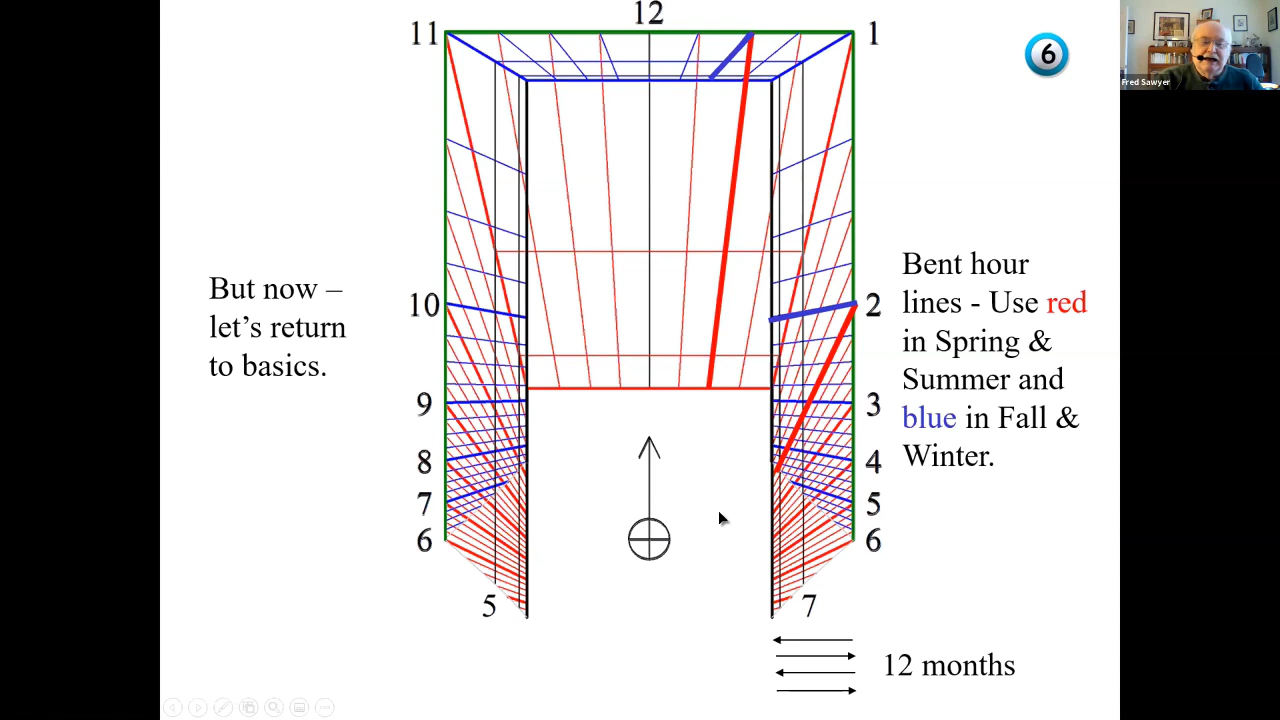 12
11
1
6
Fred Sawyer
But now –
let’s return
to basics.
10
9
8
7
6
5
2
3
4
5
6
7
Bent hour
lines - Use red
in Spring &
Summer and
blue in Fall &
Winter.
12 months